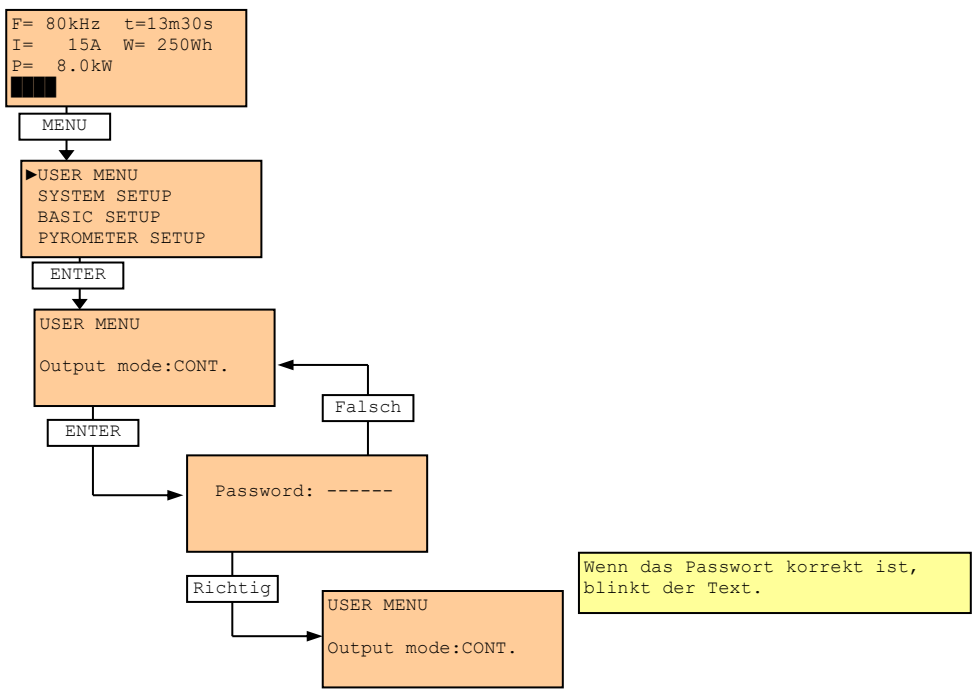 F= 80kHz t=13m30s
I= 15A W= 250Wh
P= 8.0kW
MENU
►USER MENU
SYSTEM SETUP
BASIC SETUP
PYROMETER SETUP
ENTER
USER MENU
Output mode:CONT.
Falsch
ENTER
Password: ------
Richtig
Wenn das Passwort korrekt ist,
blinkt der Text.
USER MENU
Output mode:CONT.